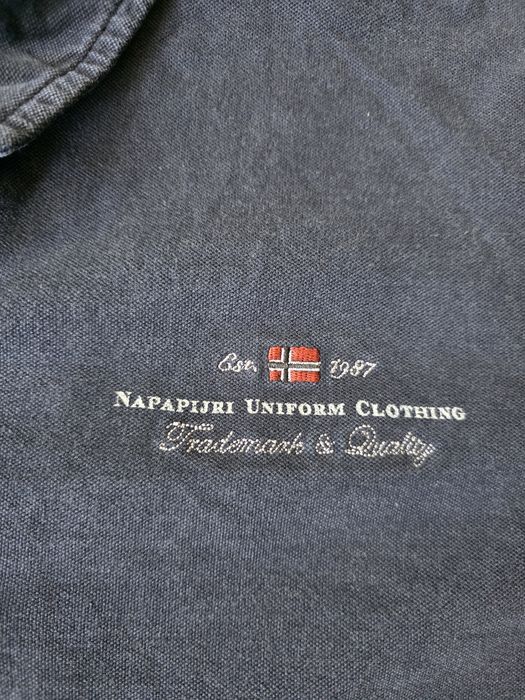 Est. 1987
NAPAPIJRI UNIFORM CLOTHING
Trademark & Quality